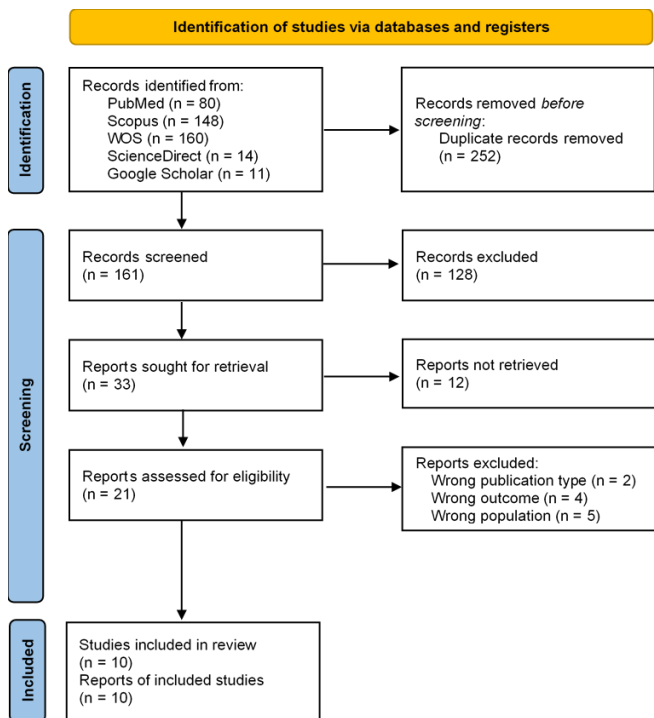 Identification of studies via databases and registers
Identification
Records identified from:
PubMed (n = 80)
Scopus (n = 148)
WOS (n = 160)
ScienceDirect (n = 14)
Google Scholar (n = 11)
Records removed before
screening:
Duplicate records removed
(n = 252)
Screening
Records screened
(n = 161)
Records excluded
(n = 128)
Reports sought for retrieval
(n = 33)
Reports not retrieved
(n = 12)
Reports assessed for eligibility
(n = 21)
Reports excluded:
Wrong publication type (n = 2)
Wrong outcome (n = 4)
Wrong population (n = 5)
Included
Studies included in review
(n = 10)
Reports of included studies
(n = 10)